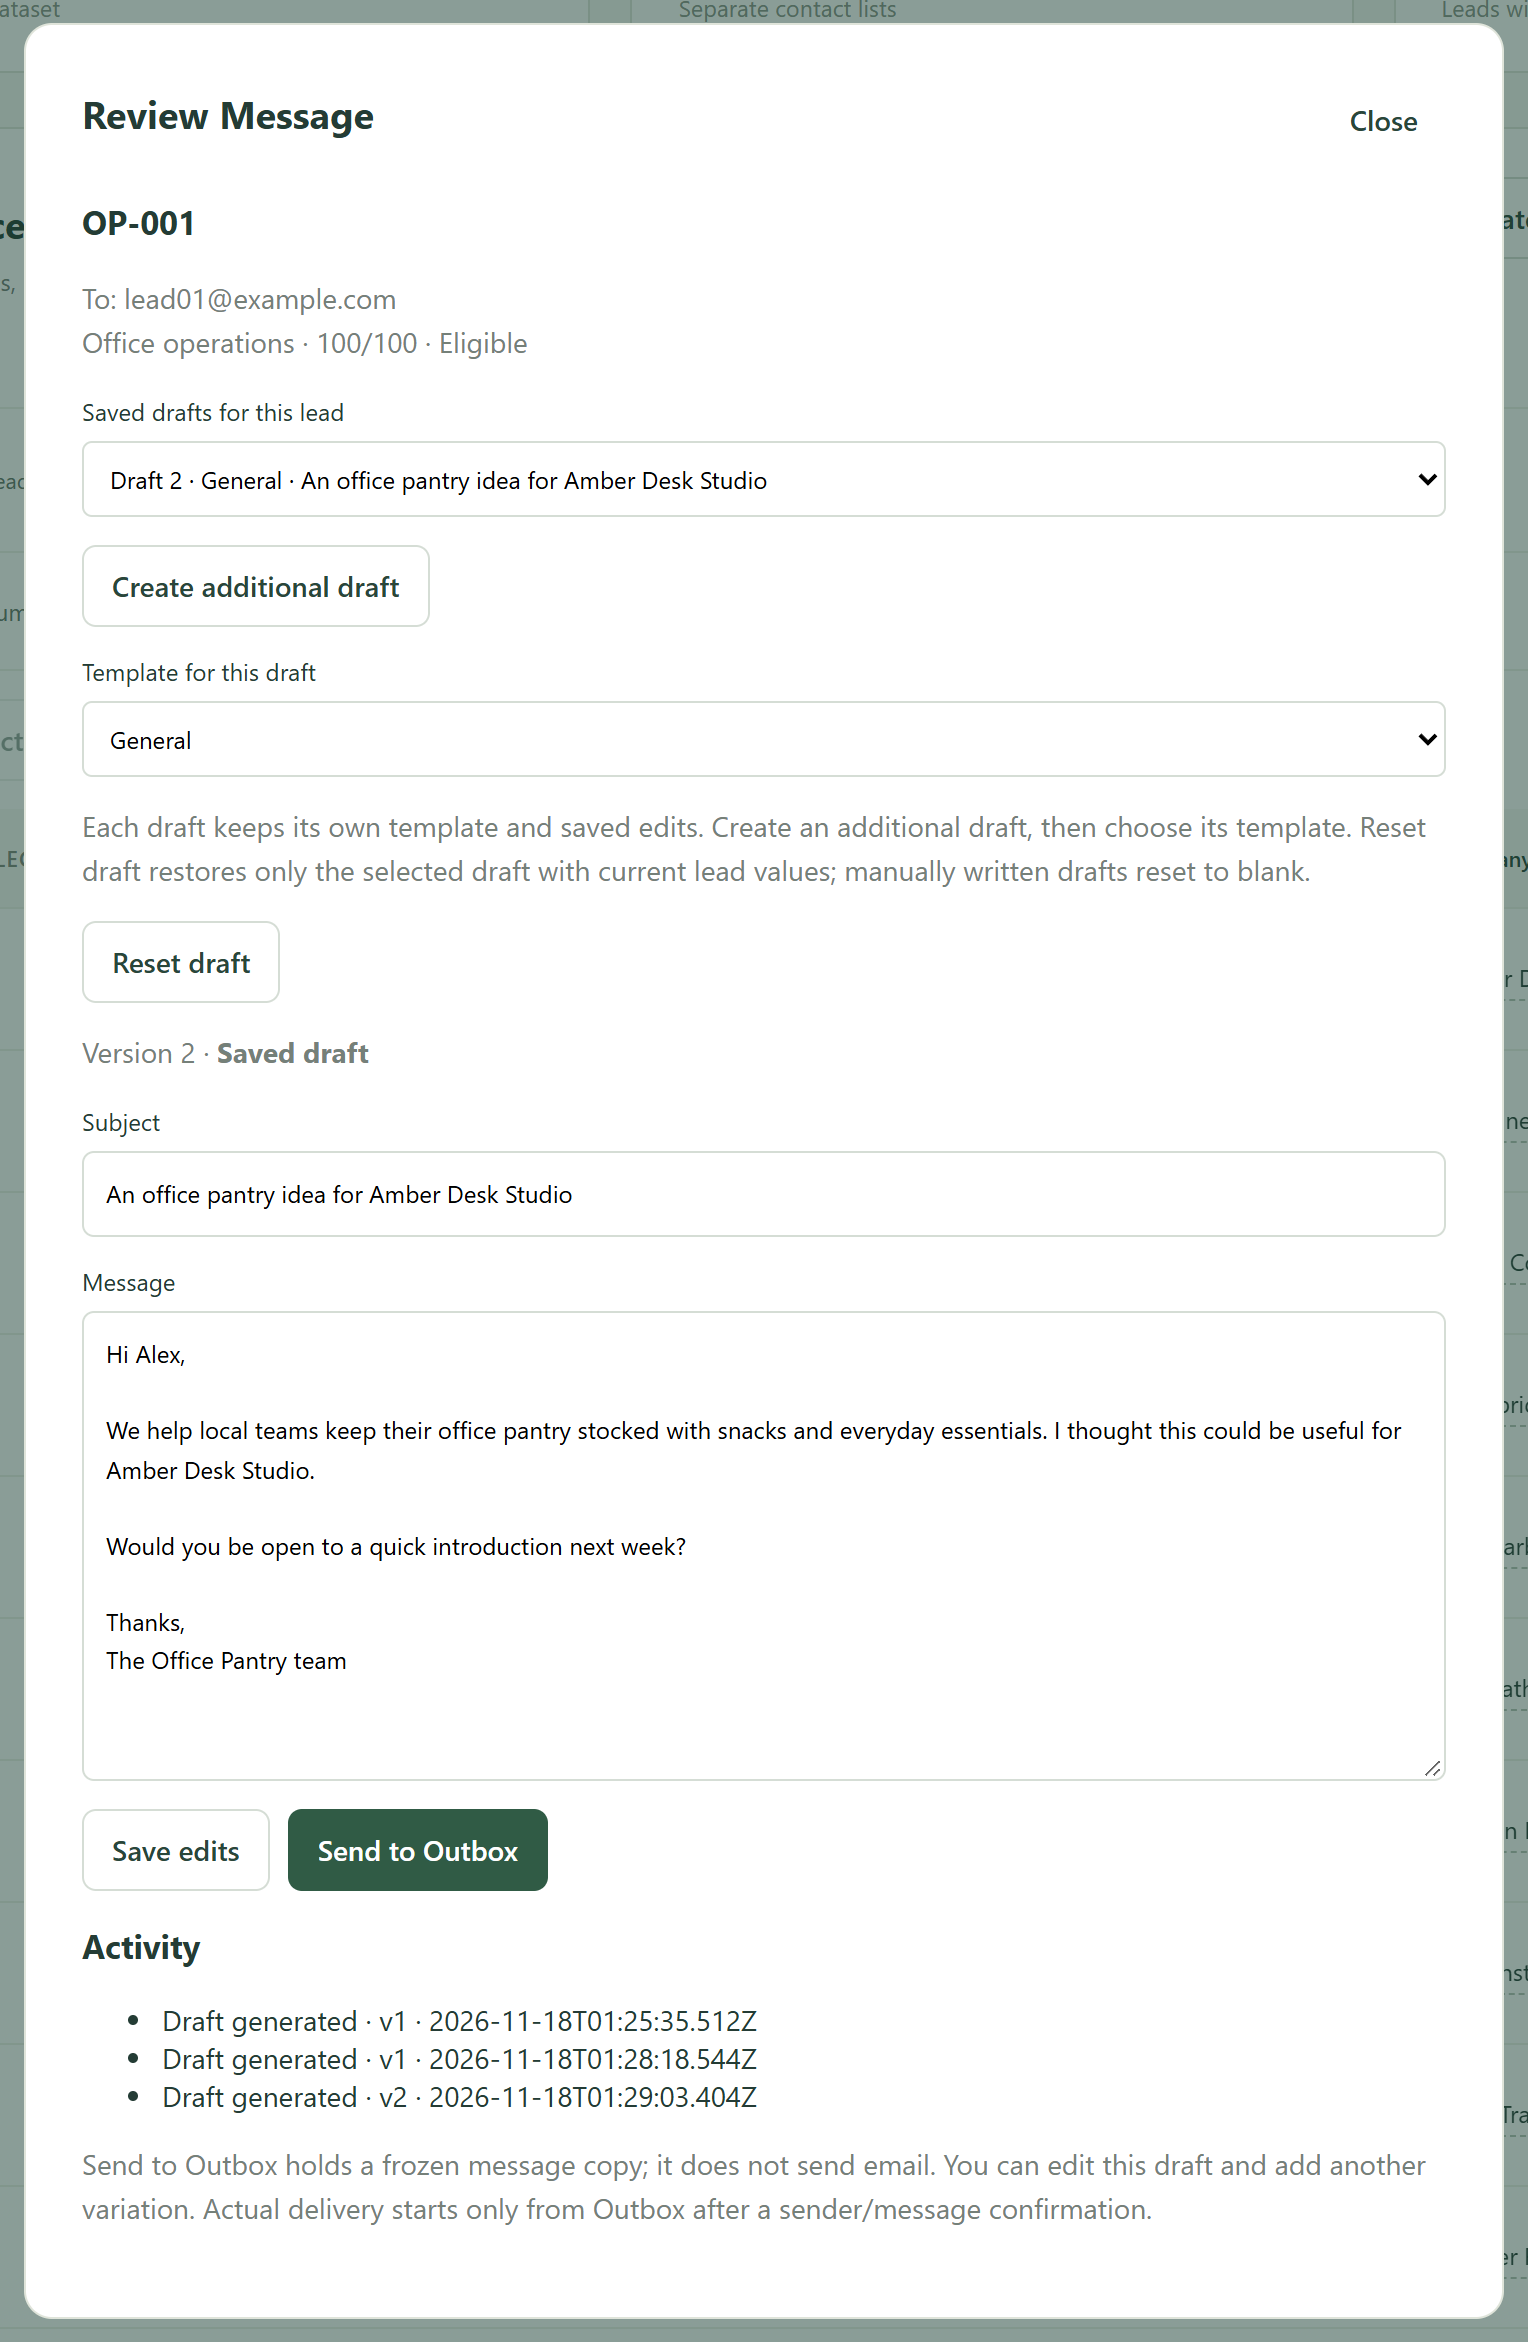 ataset
Separate contact lists
Leads wi
Review Message
Close
OP-001
To: lead01@example.com
Office operations · 100/100 · Eligible
Saved drafts for this lead
Draft 2 · General · An office pantry idea for Amber Desk Studio
Create additional draft
Template for this draft
General
Each draft keeps its own template and saved edits. Create an additional draft, then choose its template. Reset
draft restores only the selected draft with current lead values; manually written drafts reset to blank.
Reset draft
Version 2 · Saved draft
Subject
An office pantry idea for Amber Desk Studio
Message
Hi Alex,
We help local teams keep their office pantry stocked with snacks and everyday essentials. I thought this could be useful for
Amber Desk Studio.
Would you be open to a quick introduction next week?
Thanks,
The Office Pantry team
Save edits
Send to Outbox
Activity
• Draft generated · v1 · 2026-11-18T01:25:35.512Z
• Draft generated · v1 · 2026-11-18T01:28:18.544Z
• Draft generated · v2 · 2026-11-18T01:29:03.404Z
Send to Outbox holds a frozen message copy; it does not send email. You can edit this draft and add another
variation. Actual delivery starts only from Outbox after a sender/message confirmation.